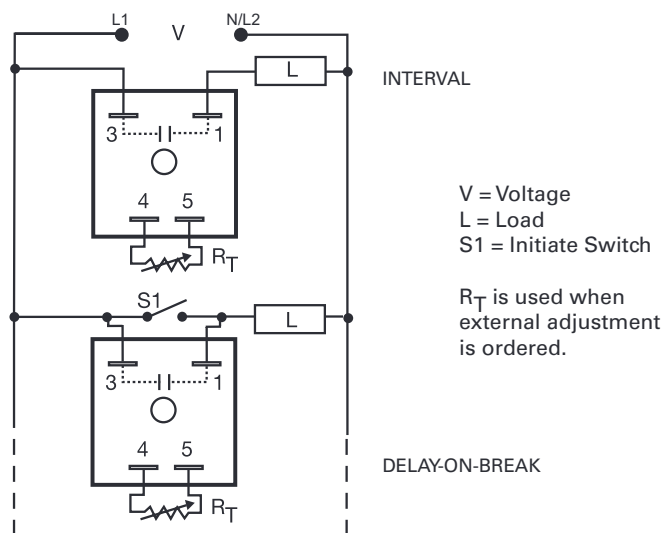 L1
V
N/L2
L
INTERVAL
3
1
4
5
RT
V = Voltage
L = Load
S1 = Initiate Switch
RT is used when
external adjustment
is ordered.
S1
L
3
1
4
5
RT
DELAY-ON-BREAK